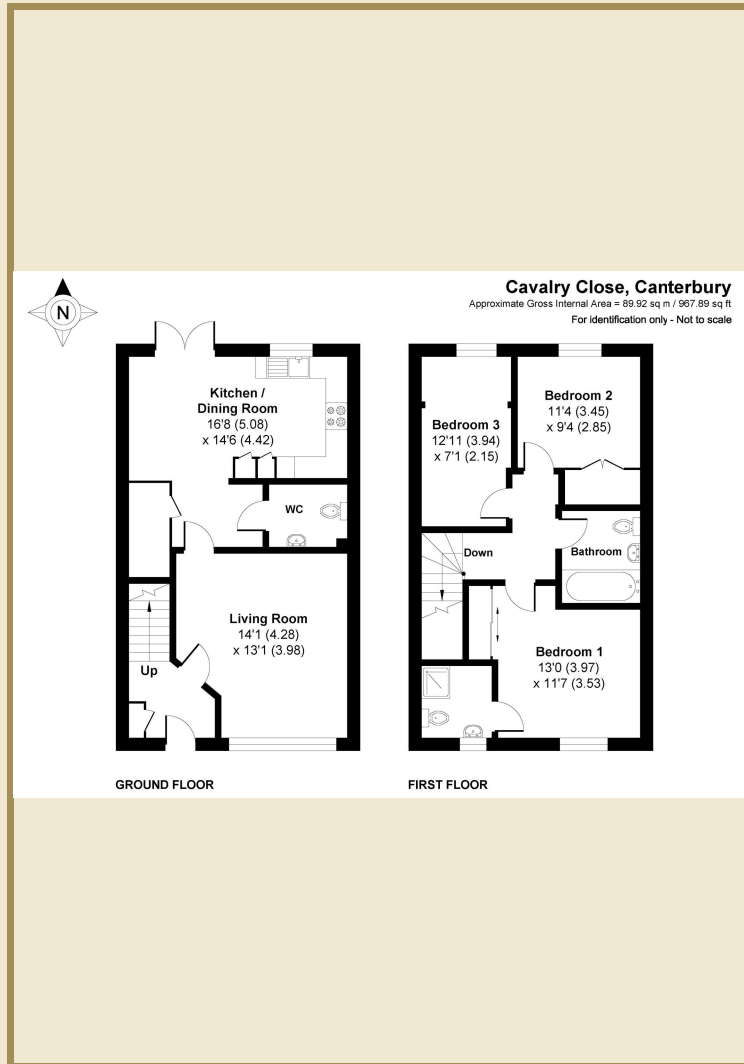 Cavalry Close, Canterbury
Approximate Gross Internal Area = 89.92 sq m / 967.89 sq ft
For identification only - Not to scale
N
Kitchen /
Dining Room
16'8 (5.08)
x 14'6 (4.42)
WC
Living Room
14'1 (4.28)
x 13'1 (3.98)
Up
GROUND FLOOR
Bedroom 3
12'11 (3.94)
x 7'1 (2.15)
Bedroom 2
11'4 (3.45)
x 9'4 (2.85)
Down
Bathroom
Bedroom 1
13'0 (3.97)
x 11'7 (3.53)
FIRST FLOOR